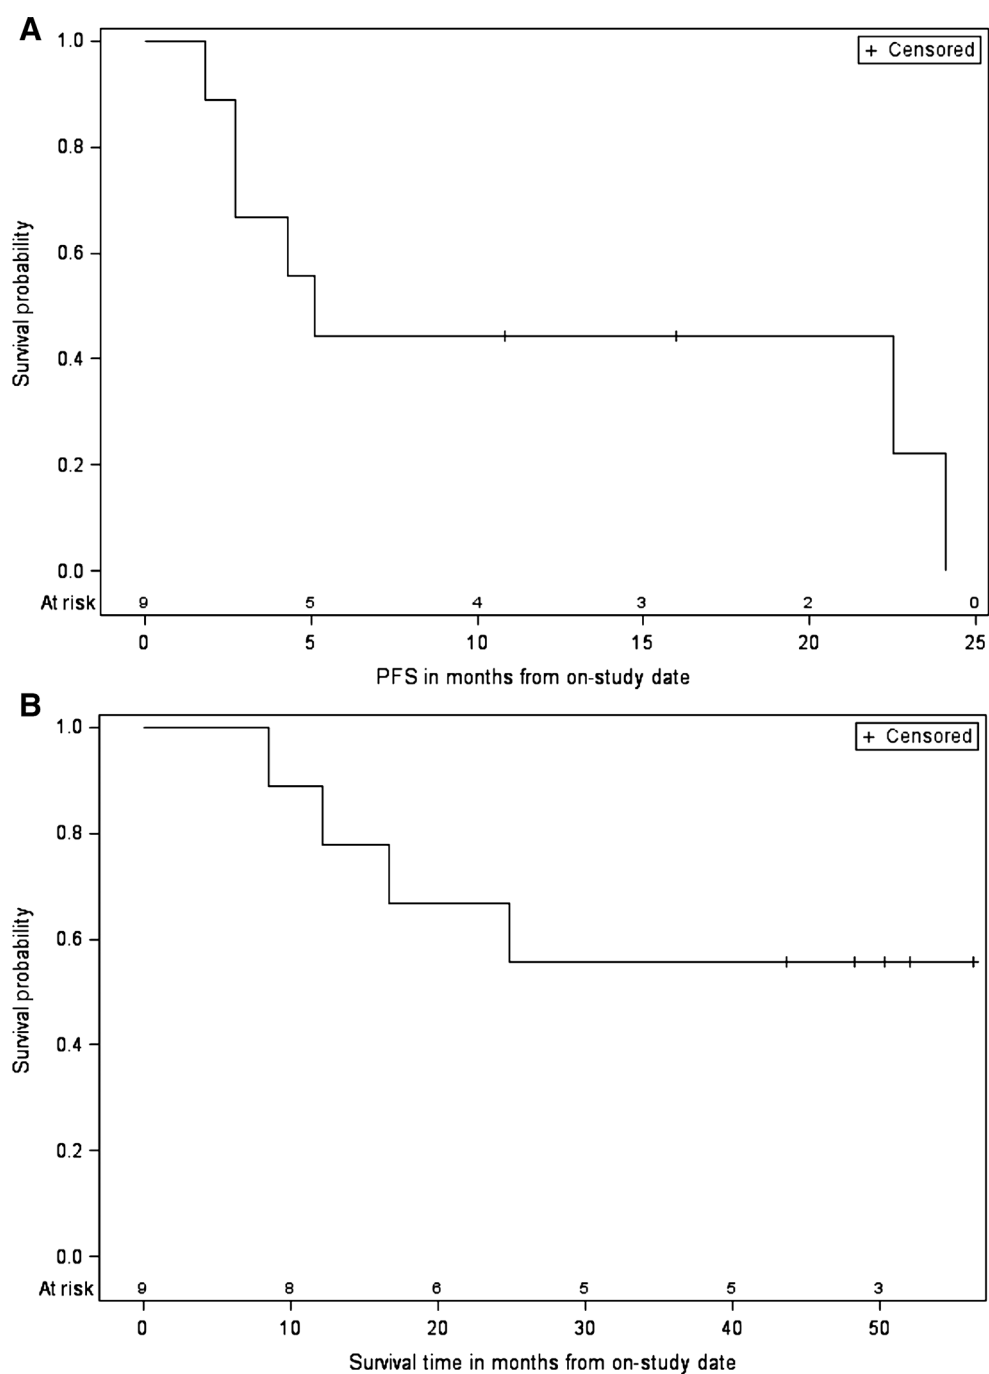 A
+ Censored
1.0
0.8
0.6
0.4
0.2
0.0
Survival probability
At risk 9 5 4 3 2 0
0 5 10 15 20 25
PFS in months from on-study date
B
+ Censored
1.0
0.8
0.6
0.4
0.2
0.0
Survival probability
At risk 9 8 6 5 5 3
0 10 20 30 40 50
Survival time in months from on-study date